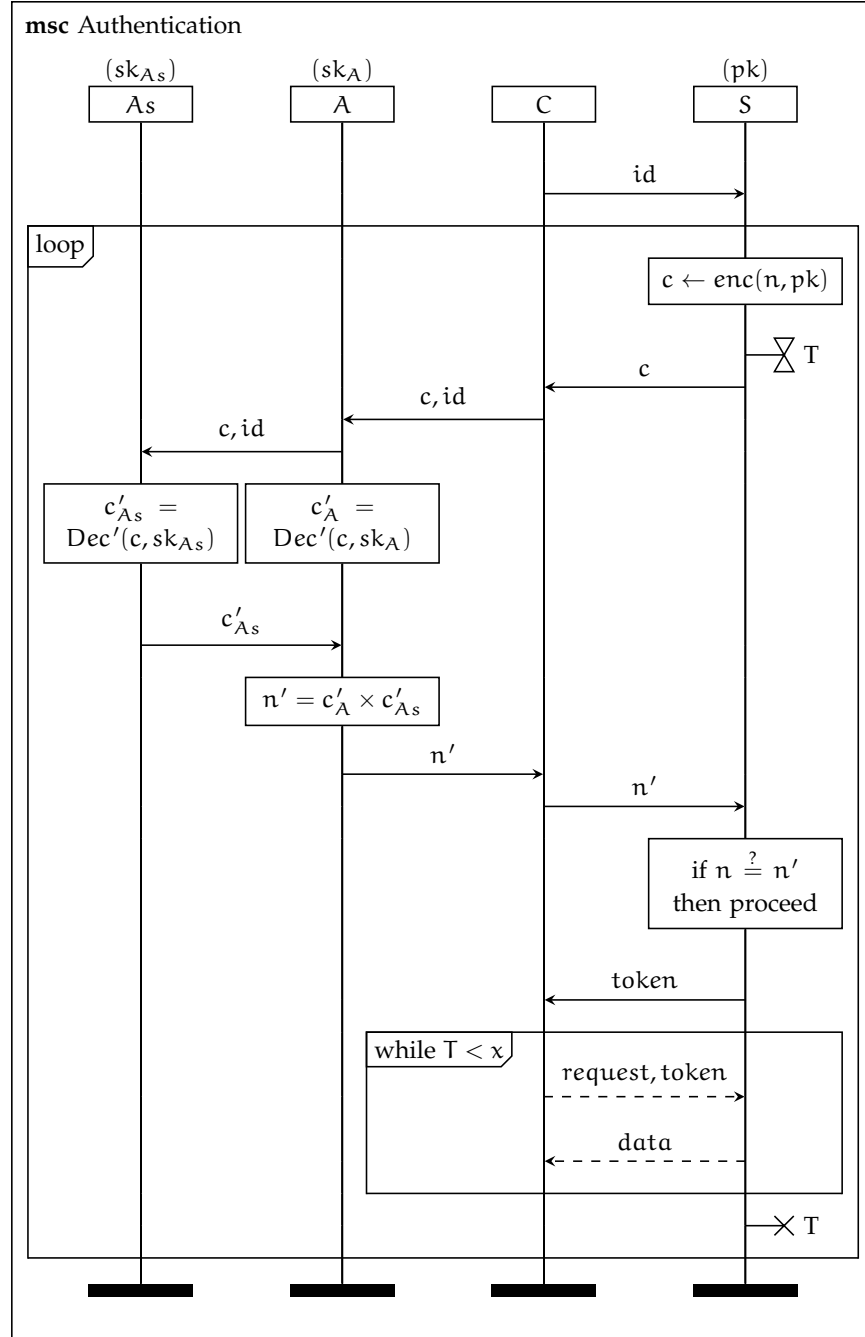 msc Authentication
(sk_As) (sk_A) (pk)
As A C S
id
loop
c ← enc(n, pk)
T
c
c, id
c, id
c′_As = c′_A =
Dec′(c, sk_As) Dec′(c, sk_A)
c′_As
n′ = c′_A × c′_As
n′
n′
if n ≟ n′
then proceed
token
while T < x
request, token
data
T